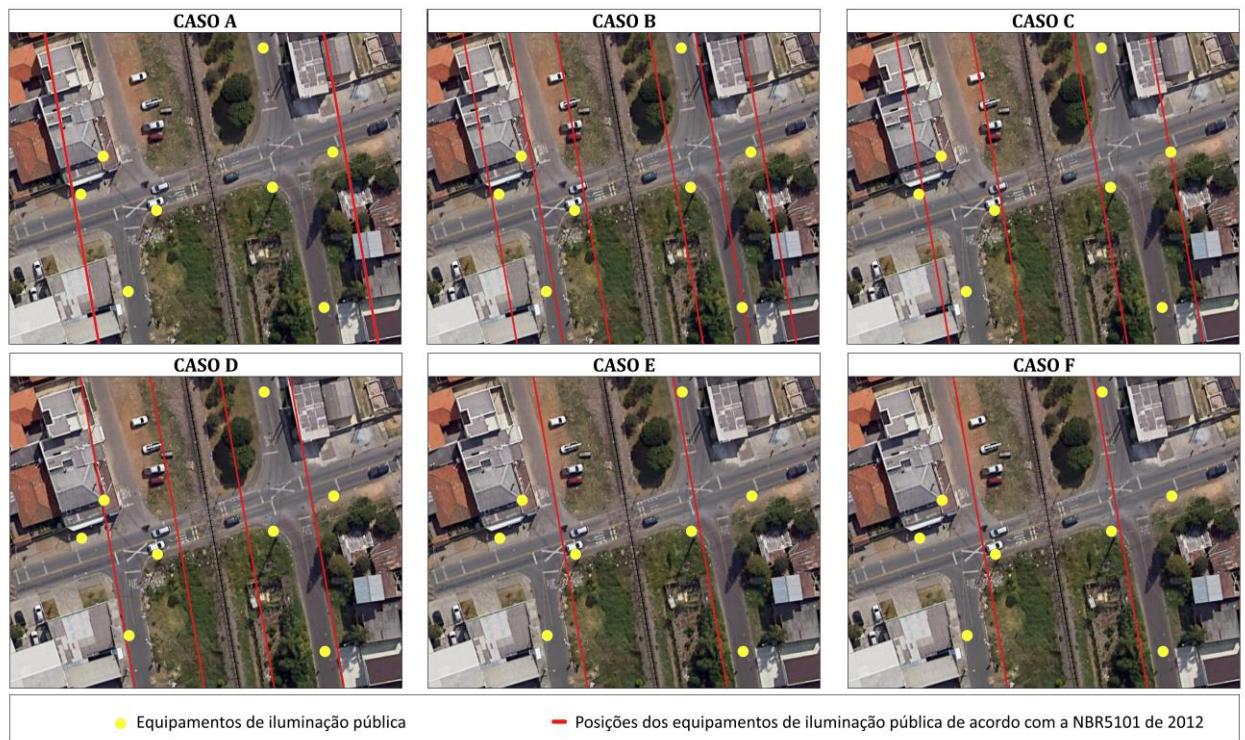 CASO A
CASO B
CASO C
CASO D
CASO E
CASO F
Equipamentos de iluminação pública
Posições dos equipamentos de iluminação pública de acordo com a NBR5101 de 2012